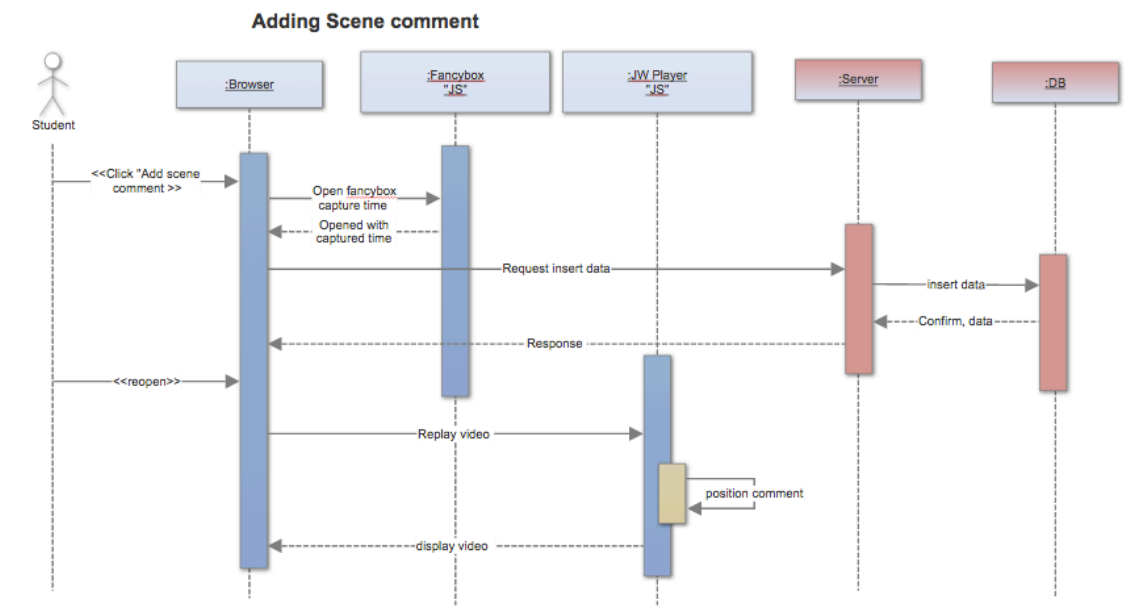 Adding Scene comment
:Browser
:Fancybox
"JS"
:JW Player
"JS"
:Server
:DB
Student
<<Click "Add scene
comment >>
Open fancybox
capture time
Opened with
captured time
Request insert data
insert data
Confirm, data
Response
<<reopen>>
Replay video
position comment
display video